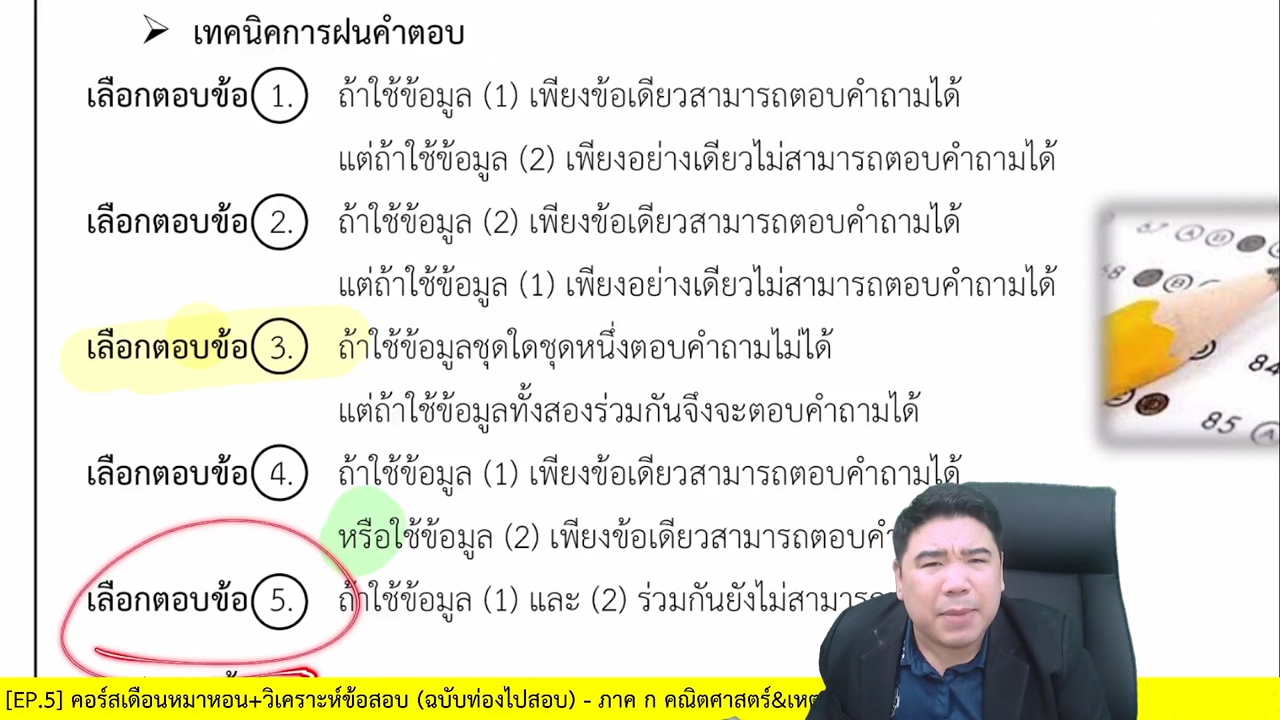 ➢ เทคนิคการฝนคำตอบ
เลือกตอบข้อ 1. ถ้าใช้ข้อมูล (1) เพียงข้อเดียวสามารถตอบคำถามได้
แต่ถ้าใช้ข้อมูล (2) เพียงอย่างเดียวไม่สามารถตอบคำถามได้
เลือกตอบข้อ 2. ถ้าใช้ข้อมูล (2) เพียงข้อเดียวสามารถตอบคำถามได้
แต่ถ้าใช้ข้อมูล (1) เพียงอย่างเดียวไม่สามารถตอบคำถามได้
เลือกตอบข้อ 3. ถ้าใช้ข้อมูลชุดใดชุดหนึ่งตอบคำถามไม่ได้
แต่ถ้าใช้ข้อมูลทั้งสองร่วมกันจึงจะตอบคำถามได้
เลือกตอบข้อ 4. ถ้าใช้ข้อมูล (1) เพียงข้อเดียวสามารถตอบคำถามได้
หรือใช้ข้อมูล (2) เพียงข้อเดียวสามารถตอบ
เลือกตอบข้อ 5. ถ้าใช้ข้อมูล (1) และ (2) ร่วมกันยังไม่
84
85
[EP.5] คอร์สเดือนหมาหอน+วิเคราะห์ข้อสอบ (ฉบับท่องไปสอบ) - ภาค ก คณิตศาสตร์&